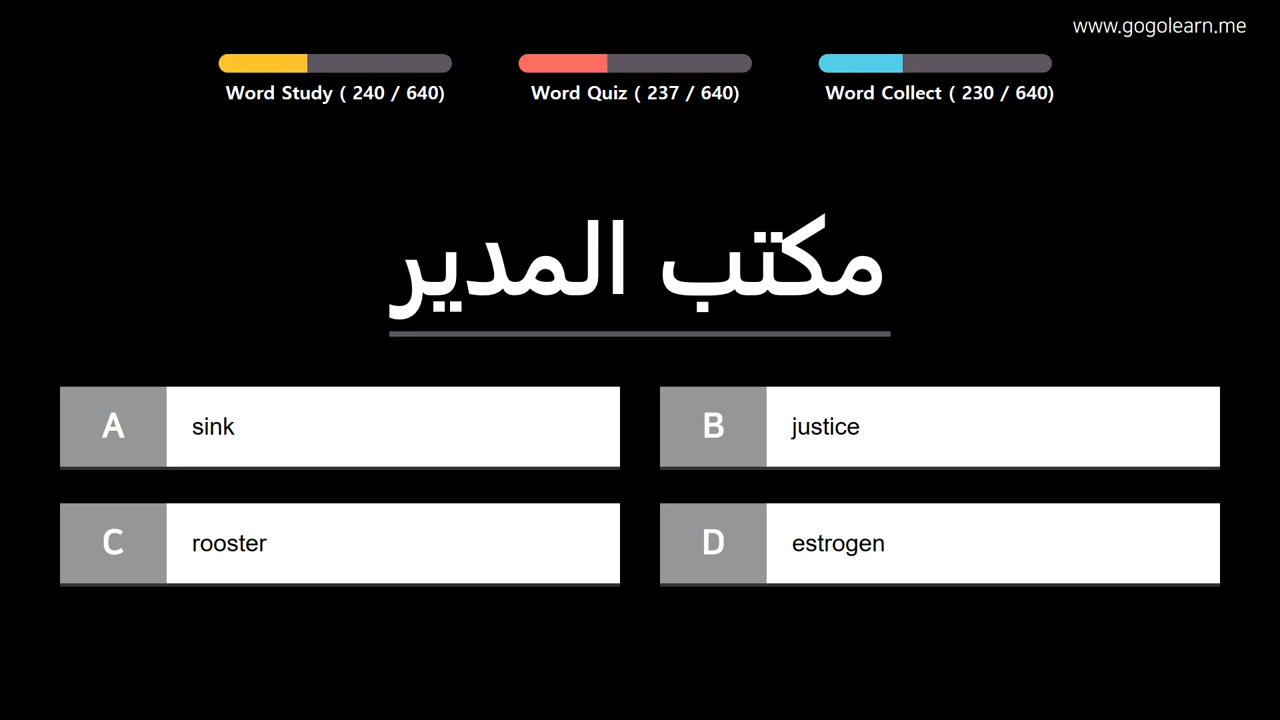 www.gogolearn.me
Word Study ( 240 / 640)
Word Quiz ( 237 / 640)
Word Collect ( 230 / 640)
مكتب المدير
A sink
B justice
C rooster
D estrogen